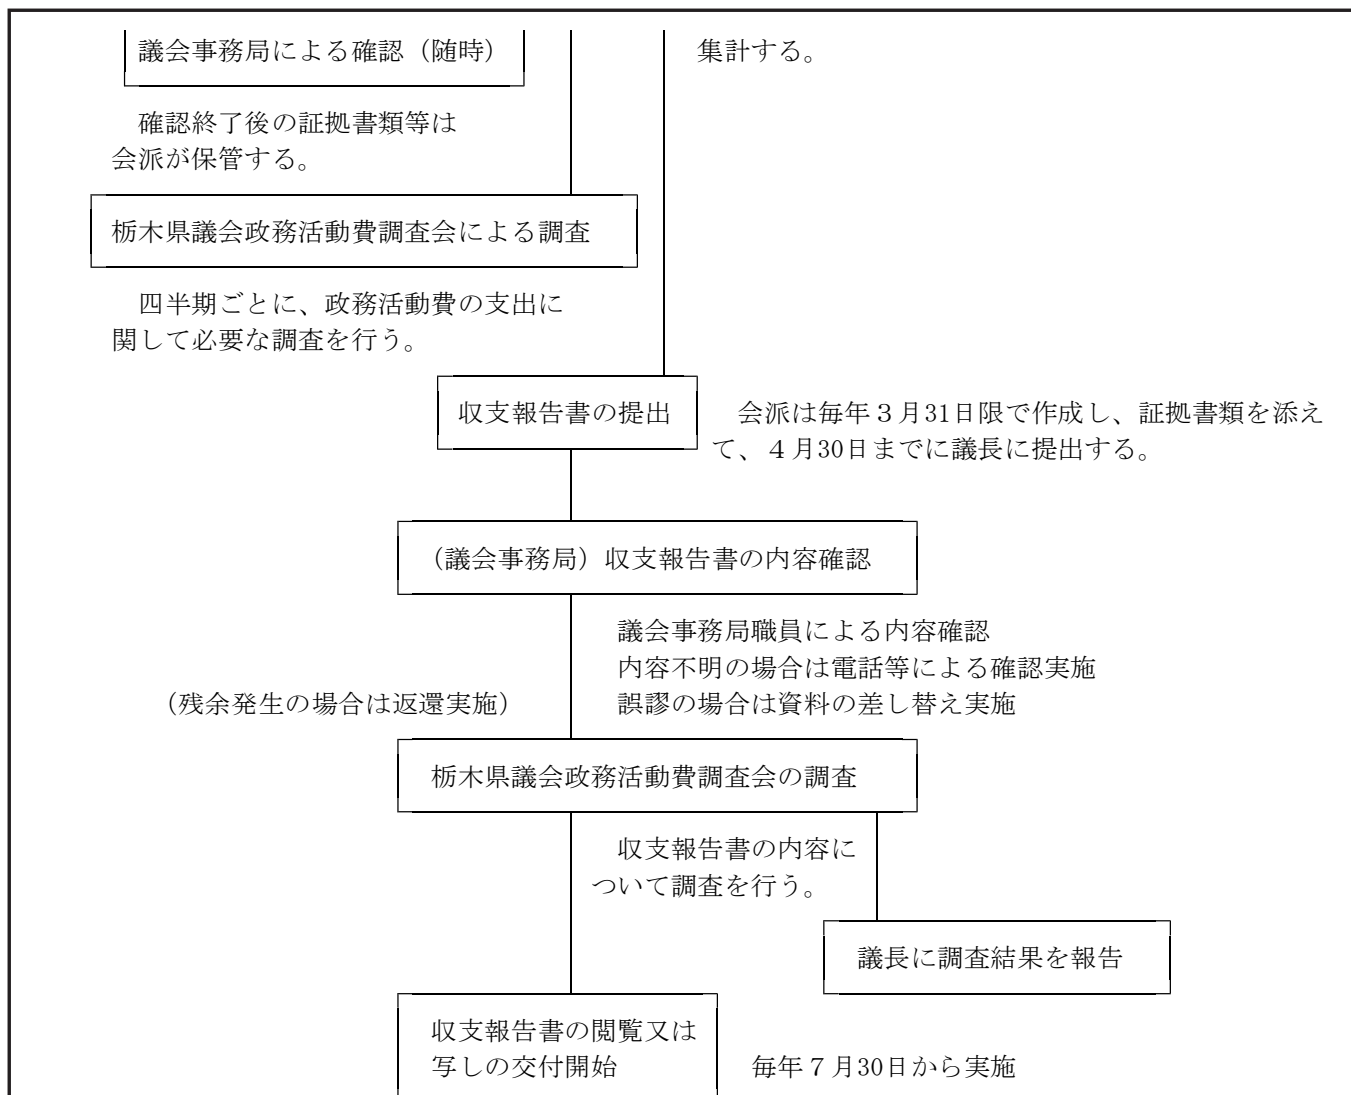 議会事務局による確認（随時）
集計する。
確認終了後の証拠書類等は
会派が保管する。
栃木県議会政務活動費調査会による調査
四半期ごとに、政務活動費の支出に
関して必要な調査を行う。
収支報告書の提出
会派は毎年３月31日限で作成し、証拠書類を添え
て、４月30日までに議長に提出する。
（議会事務局）収支報告書の内容確認
議会事務局職員による内容確認
内容不明の場合は電話等による確認実施
（残余発生の場合は返還実施）
誤謬の場合は資料の差し替え実施
栃木県議会政務活動費調査会の調査
収支報告書の内容に
ついて調査を行う。
議長に調査結果を報告
収支報告書の閲覧又は
写しの交付開始
毎年７月30日から実施